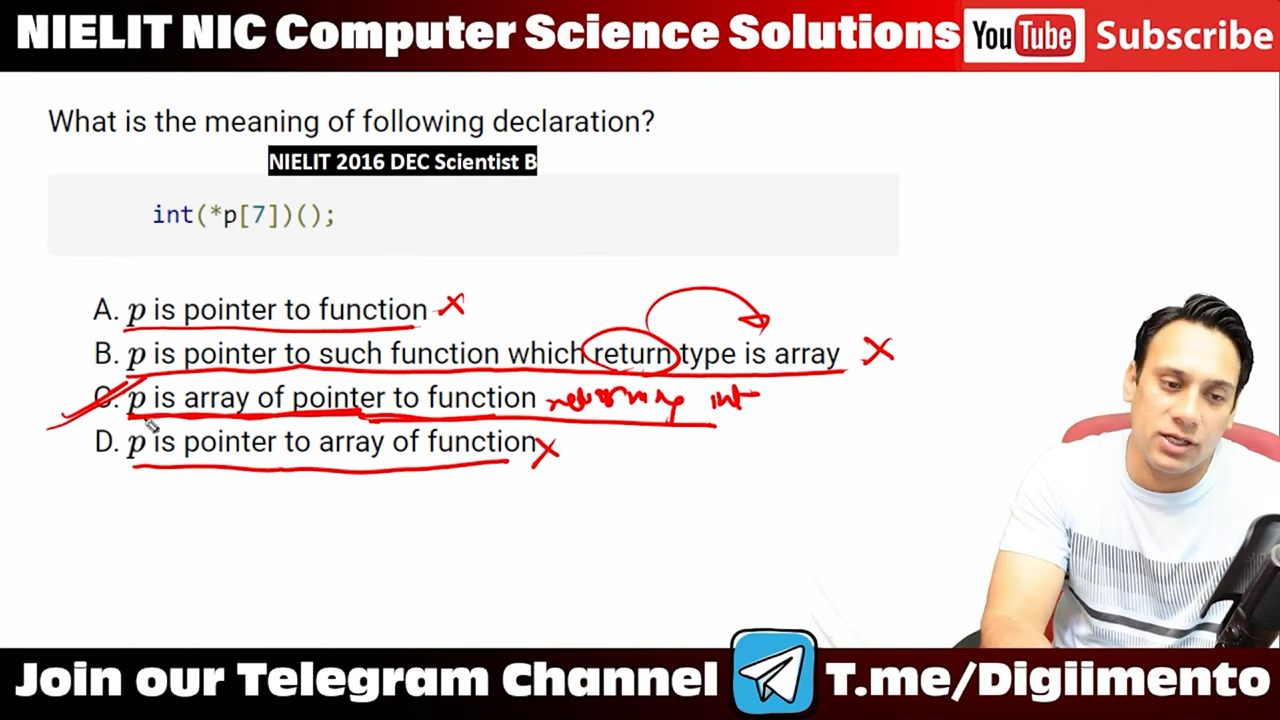 NIELIT NIC Computer Science Solutions YouTube Subscribe
What is the meaning of following declaration?
NIELIT 2016 DEC Scientist B
int(*p[7])();
A. p is pointer to function ×
B. p is pointer to such function which return type is array ×
C. p is array of pointer to function returning int
D. p is pointer to array of function ×
Join our Telegram Channel T.me/Digiimento